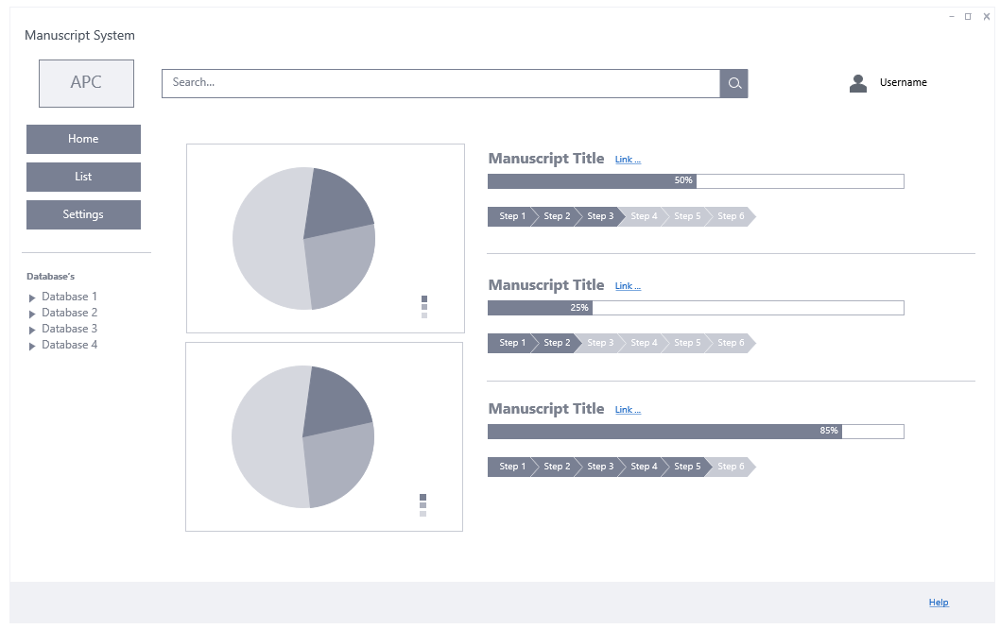 Manuscript System
APC
Search...
Username
Home
List
Settings
Database's
Database 1
Database 2
Database 3
Database 4
Manuscript Title Link ...
50%
Step 1 Step 2 Step 3 Step 4 Step 5 Step 6
Manuscript Title Link ...
25%
Step 1 Step 2 Step 3 Step 4 Step 5 Step 6
Manuscript Title Link ...
85%
Step 1 Step 2 Step 3 Step 4 Step 5 Step 6
Help